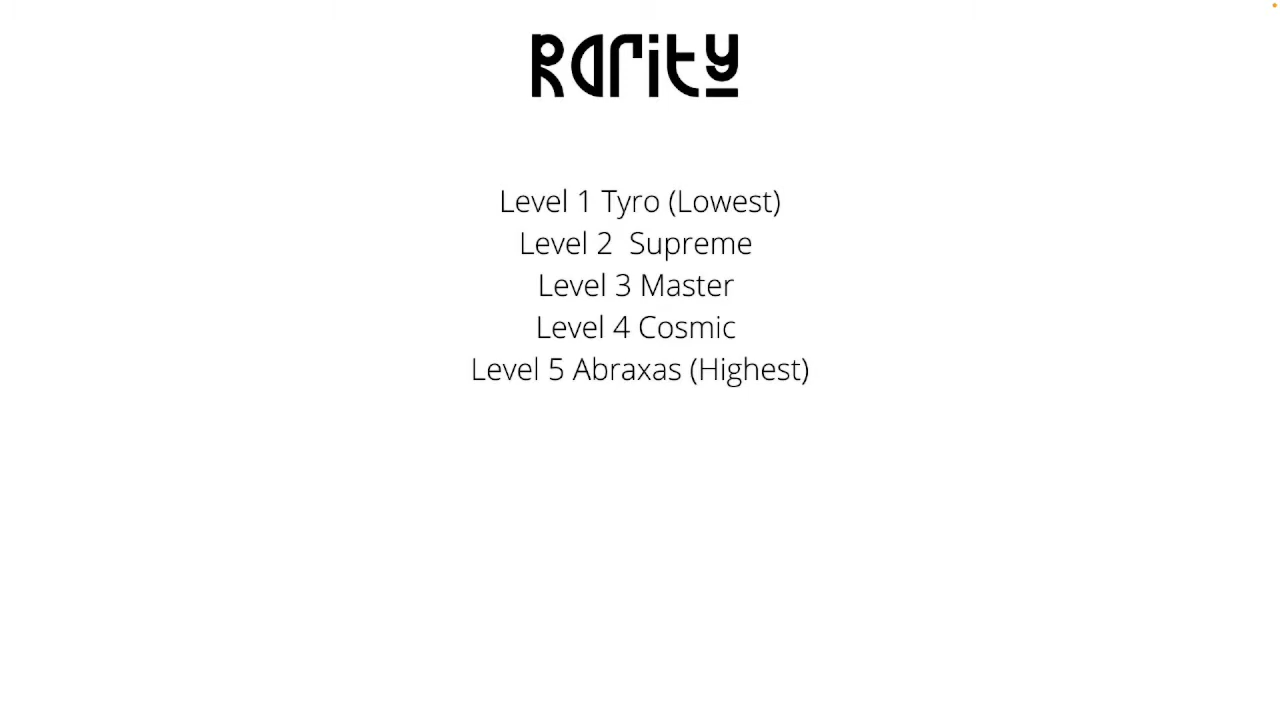 Rarity
Level 1 Tyro (Lowest)
Level 2  Supreme
Level 3 Master
Level 4 Cosmic
Level 5 Abraxas (Highest)